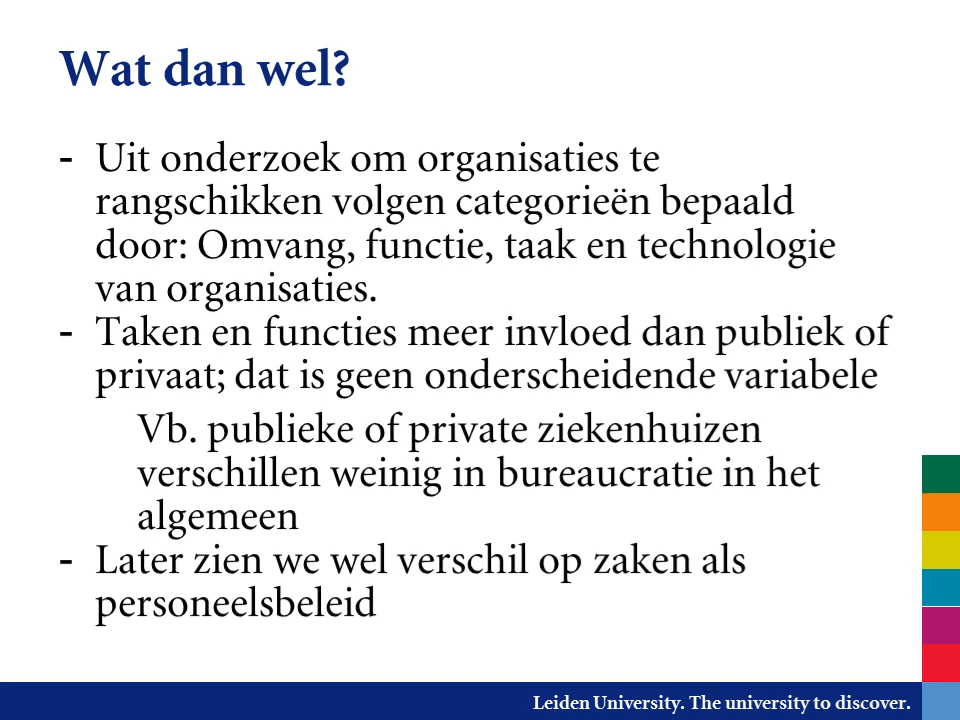 Wat dan wel?
- Uit onderzoek om organisaties te
rangschikken volgen categorieën bepaald
door: Omvang, functie, taak en technologie
van organisaties.
- Taken en functies meer invloed dan publiek of
privaat; dat is geen onderscheidende variabele
Vb. publieke of private ziekenhuizen
verschillen weinig in bureaucratie in het
algemeen
- Later zien we wel verschil op zaken als
personeelsbeleid
Leiden University. The university to discover.